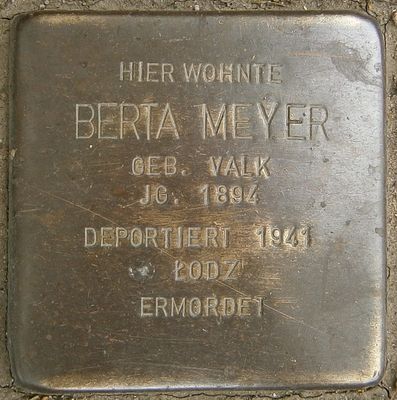 HIER WOHNTE
BERTA MEYER
GEB. VALK
JG. 1894
DEPORTIERT 1941
ŁODZ
ERMORDET